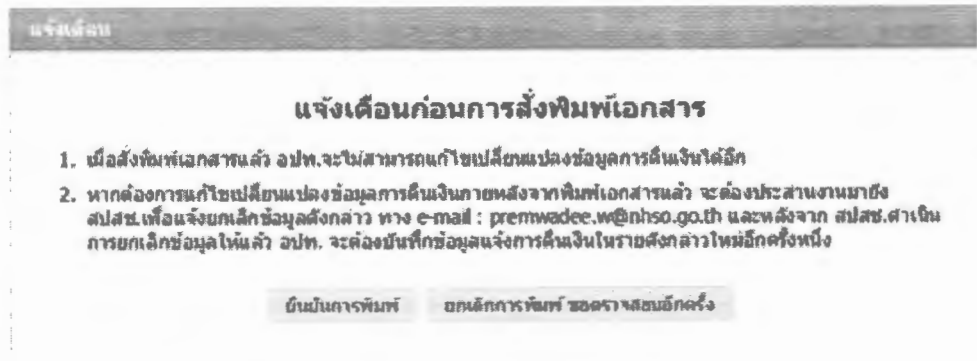 แจ้งเตือน
แจ้งเตือนก่อนการสั่งพิมพ์เอกสาร
1. เมื่อสั่งพิมพ์เอกสารแล้ว อปท.จะไม่สามารถแก้ไขเปลี่ยนแปลงข้อมูลการคืนเงินได้อีก
2. หากต้องการแก้ไขเปลี่ยนแปลงข้อมูลการคืนเงินภายหลังจากพิมพ์เอกสารแล้ว จะต้องประสานงานมายัง
สปสช.เพื่อแจ้งยกเลิกข้อมูลดังกล่าว ทาง e-mail : premwadee.w@nhso.go.th และหลังจาก สปสช.ดำเนิน
การยกเลิกข้อมูลให้แล้ว อปท. จะต้องบันทึกข้อมูลแจ้งการคืนเงินในรายดังกล่าวใหม่อีกครั้งหนึ่ง
ยืนยันการพิมพ์ ยกเลิกการพิมพ์ ขอตรวจสอบอีกครั้ง